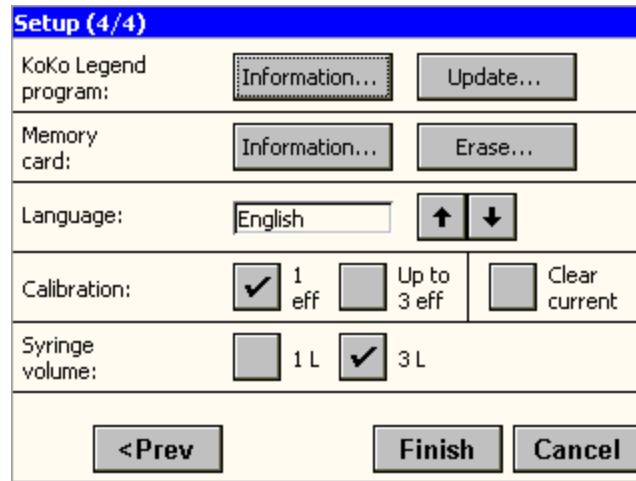 Setup (4/4)
KoKo Legend
program:
Information...
Update...
Memory
card:
Information...
Erase...
Language:
English
Calibration:
1
eff
Up to
3 eff
Clear
current
Syringe
volume:
1 L
3 L
<Prev
Finish
Cancel